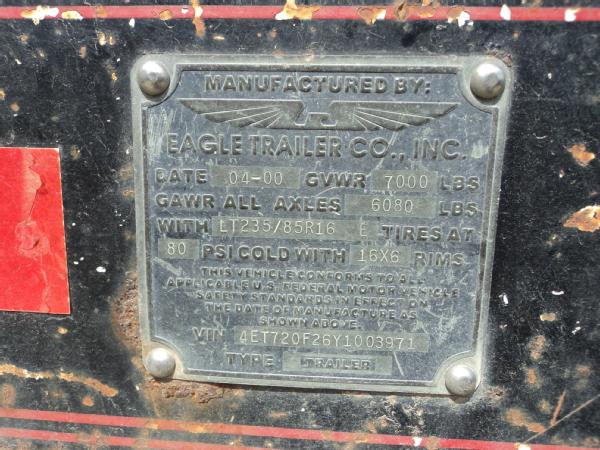 MANUFACTURED BY:
EAGLE TRAILER CO., INC.
DATE 04-00 GVWR 7000 LBS
GAWR ALL AXLES 6080 LBS
WITH LT235/85R16 E TIRES AT
80 PSI COLD WITH 16X6 RIMS
THIS VEHICLE CONFORMS TO ALL
APPLICABLE U.S. FEDERAL MOTOR VEHICLE
SAFETY STANDARDS IN EFFECT ON
THE DATE OF MANUFACTURE AS
SHOWN ABOVE.
VIN 4ET720F26Y1003971
TYPE TRAILER